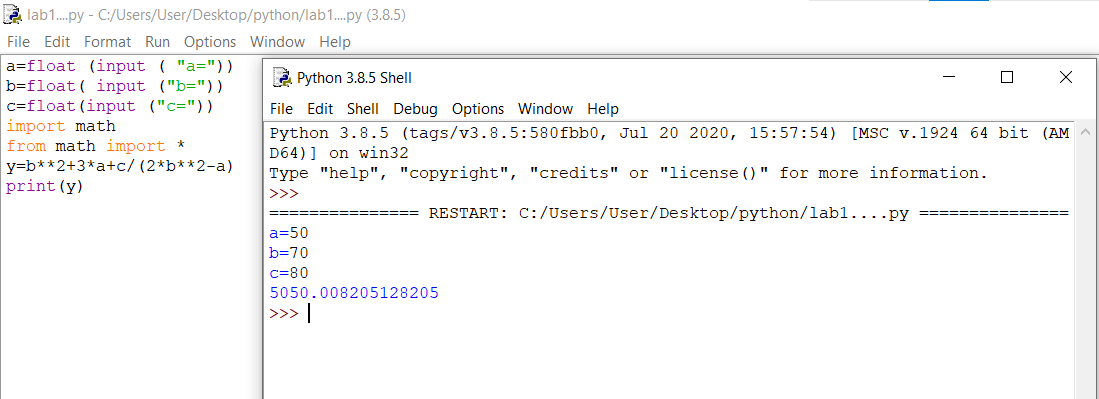 lab1....py - C:/Users/User/Desktop/python/lab1....py (3.8.5)
File Edit Format Run Options Window Help
a=float (input ( "a="))
b=float( input ("b="))
c=float(input ("c="))
import math
from math import *
y=b**2+3*a+c/(2*b**2-a)
print(y)
Python 3.8.5 Shell
File Edit Shell Debug Options Window Help
Python 3.8.5 (tags/v3.8.5:580fbb0, Jul 20 2020, 15:57:54) [MSC v.1924 64 bit (AM
D64)] on win32
Type "help", "copyright", "credits" or "license()" for more information.
>>>
=============== RESTART: C:/Users/User/Desktop/python/lab1....py ===============
a=50
b=70
c=80
5050.008205128205
>>>